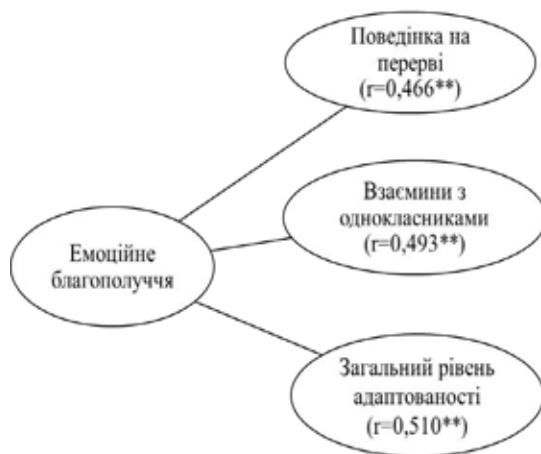 Поведінка на
перерві
(r=0,466**)
Взаємини з
однокласниками
(r=0,493**)
Емоційне
благополуччя
Загальний рівень
адаптованості
(r=0,510**)